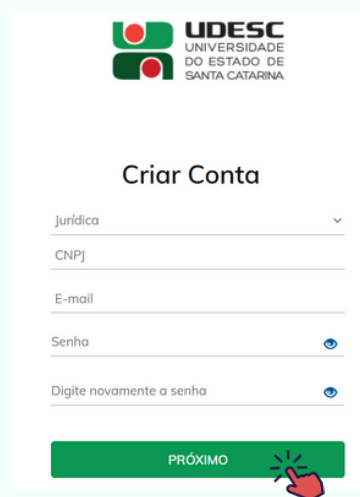 UDESC
UNIVERSIDADE
DO ESTADO DE
SANTA CATARINA
Criar Conta
Jurídica
CNPJ
E-mail
Senha
Digite novamente a senha
PRÓXIMO